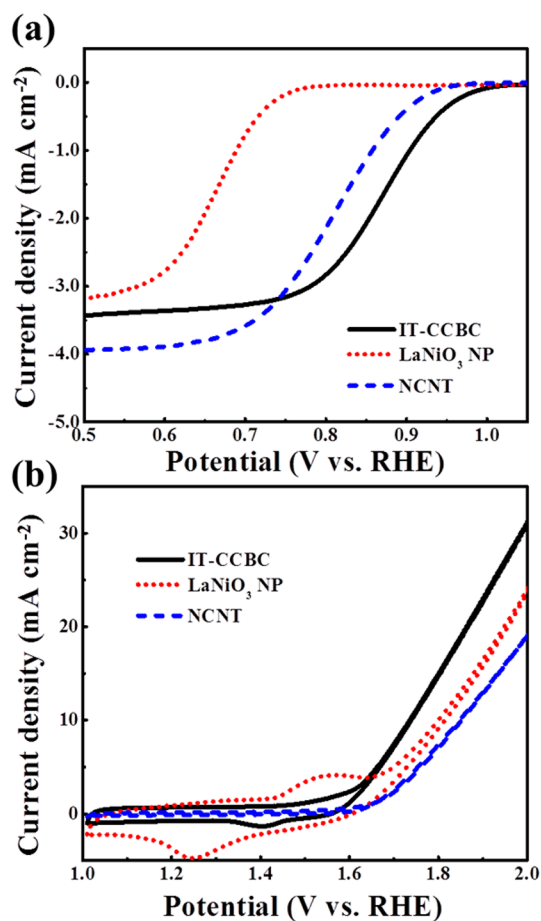 (a)
Current density (mA cm⁻²)
0.0
-1.0
-2.0
-3.0
-4.0
-5.0
IT-CCBC
LaNiO₃ NP
NCNT
0.5 0.6 0.7 0.8 0.9 1.0
Potential (V vs. RHE)
(b)
Current density (mA cm⁻²)
30
20
10
0
IT-CCBC
LaNiO₃ NP
NCNT
1.0 1.2 1.4 1.6 1.8 2.0
Potential (V vs. RHE)